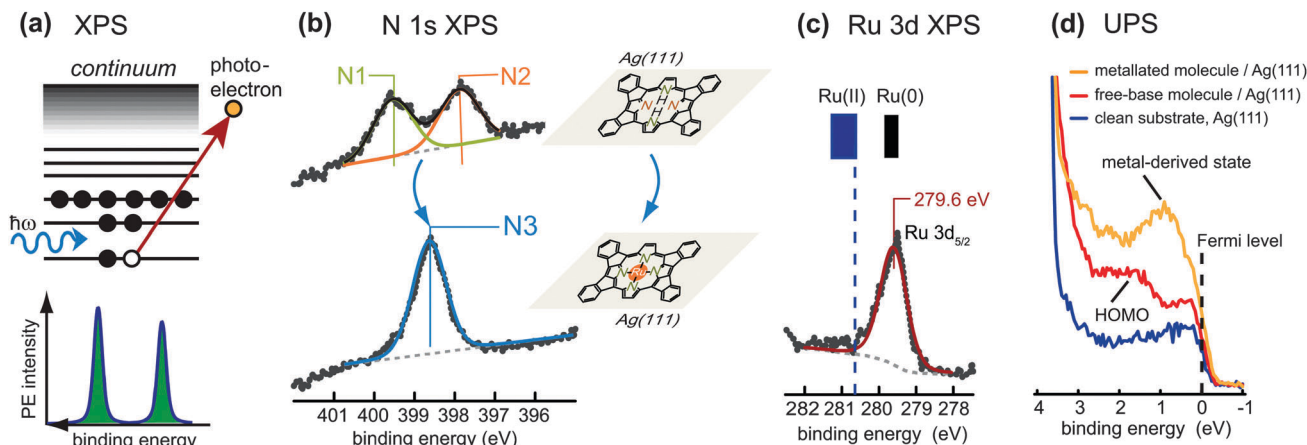 (a) XPS
continuum
photo-
electron
ħω
PE intensity
binding energy
(b) N 1s XPS
N1
N2
Ag(111)
N
N
N
N
H
H
N3
N
N
N
N
Ru
Ag(111)
401 400 399 398 397 396
binding energy (eV)
(c) Ru 3d XPS
Ru(II)
Ru(0)
279.6 eV
Ru 3d5/2
282 281 280 279 278
binding energy (eV)
(d) UPS
metallated molecule / Ag(111)
free-base molecule / Ag(111)
clean substrate, Ag(111)
metal-derived state
Fermi level
HOMO
4 3 2 1 0 -1
binding energy (eV)